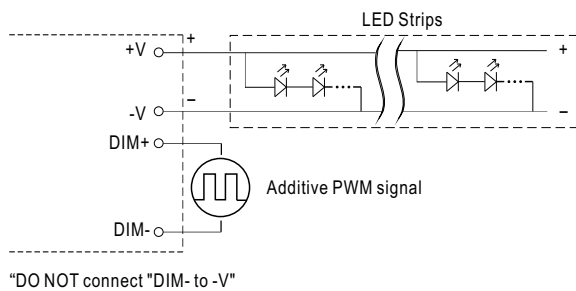 LED Strips
+V
+
+
-V
–
–
DIM+
Additive PWM signal
DIM-
“DO NOT connect "DIM- to -V"